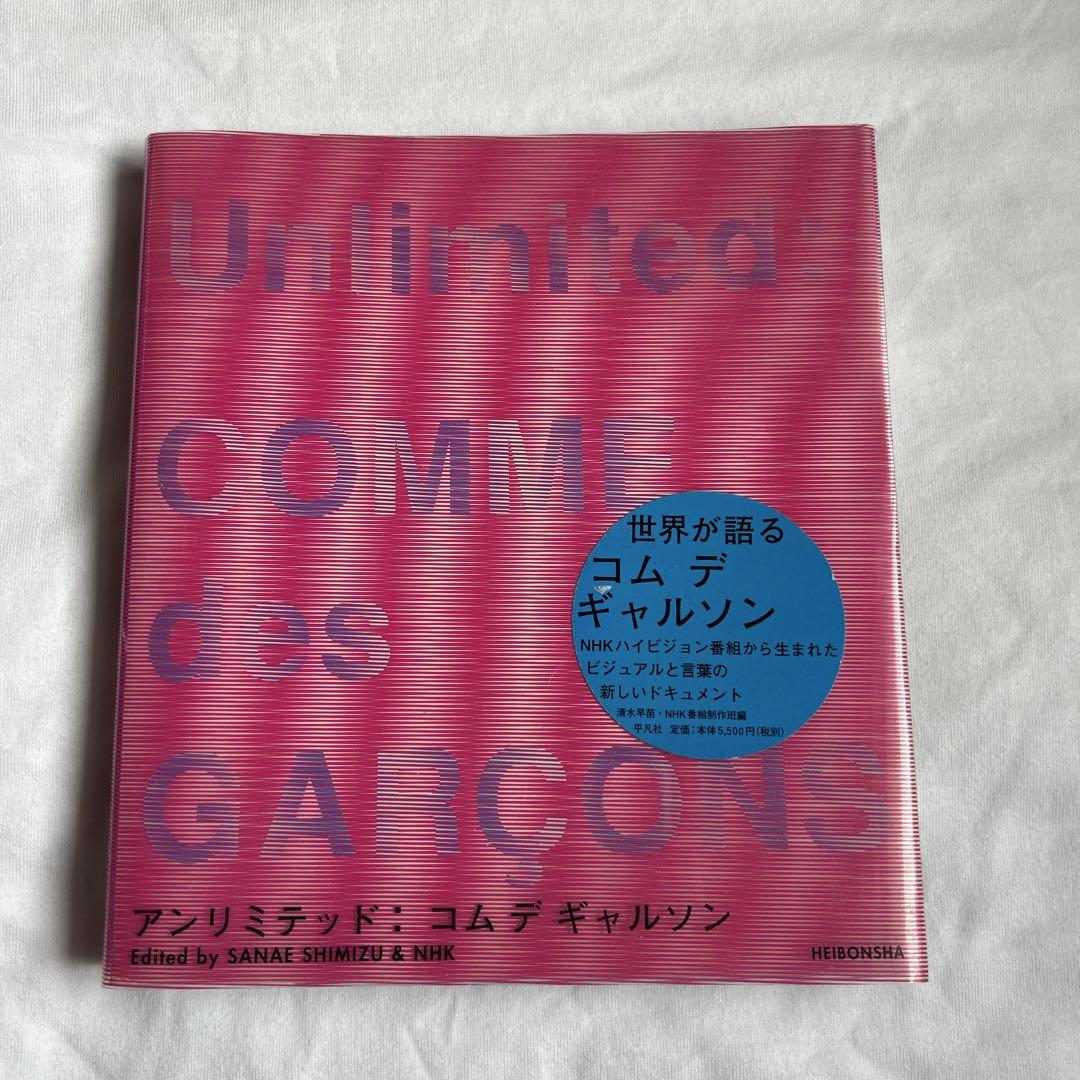 Unlimited:
COMME
des
GARÇONS
世界が語る
コム デ
ギャルソン
NHKハイビジョン番組から生まれた
ビジュアルと言葉の
新しいドキュメント
清水早苗・NHK番組制作班編
平凡社 定価:本体5,500円(税別)
アンリミテッド: コム デ ギャルソン
Edited by SANAE SHIMIZU & NHK
HEIBONSHA